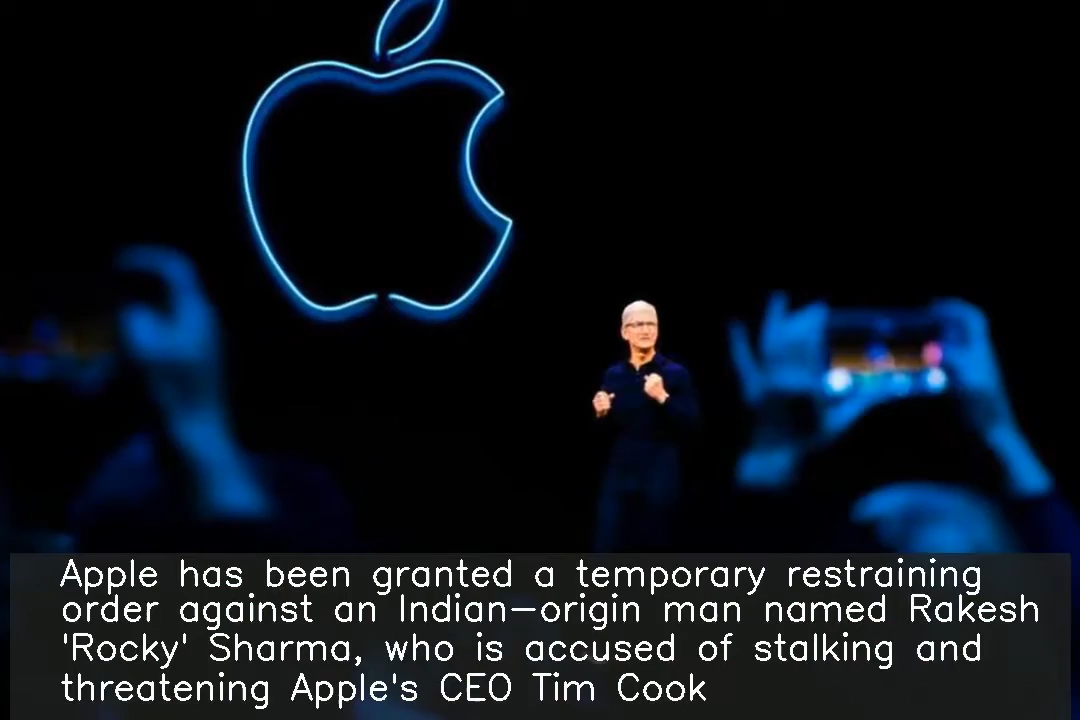 Apple has been granted a temporary restraining
order against an Indian-origin man named Rakesh
'Rocky' Sharma, who is accused of stalking and
threatening Apple's CEO Tim Cook